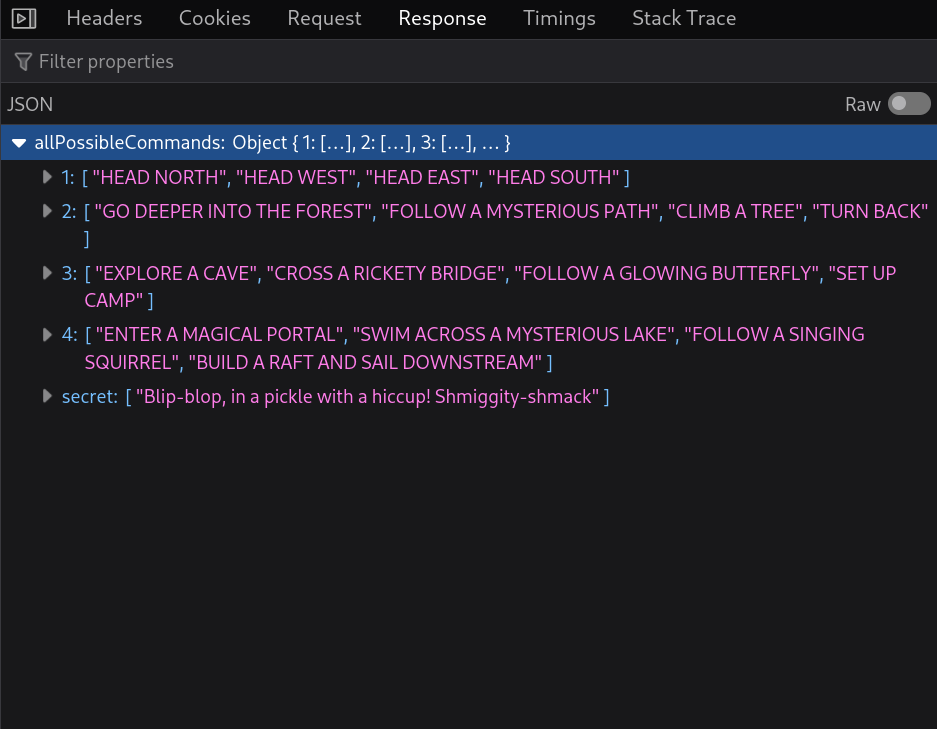 Headers Cookies Request Response Timings Stack Trace
Filter properties
JSON Raw
allPossibleCommands: Object { 1: […], 2: […], 3: […], … }
1: [ "HEAD NORTH", "HEAD WEST", "HEAD EAST", "HEAD SOUTH" ]
2: [ "GO DEEPER INTO THE FOREST", "FOLLOW A MYSTERIOUS PATH", "CLIMB A TREE", "TURN BACK"
]
3: [ "EXPLORE A CAVE", "CROSS A RICKETY BRIDGE", "FOLLOW A GLOWING BUTTERFLY", "SET UP
CAMP" ]
4: [ "ENTER A MAGICAL PORTAL", "SWIM ACROSS A MYSTERIOUS LAKE", "FOLLOW A SINGING
SQUIRREL", "BUILD A RAFT AND SAIL DOWNSTREAM" ]
secret: [ "Blip-blop, in a pickle with a hiccup! Shmiggity-shmack" ]